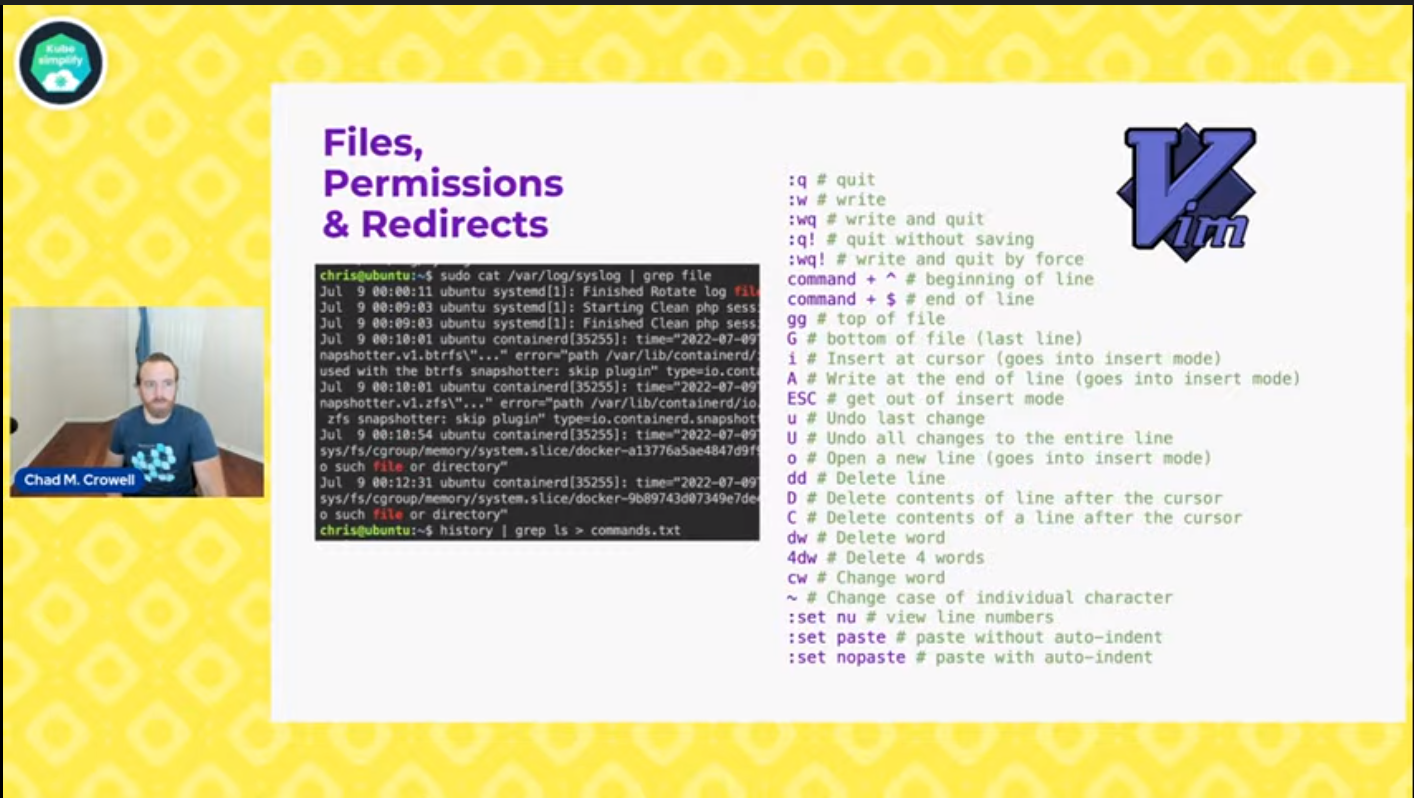 Kube
simplify
Files,
Permissions
& Redirects
chris@ubuntu:~$ sudo cat /var/log/syslog | grep file
Jul  9 00:00:11 ubuntu systemd[1]: Finished Rotate log file
Jul  9 00:09:03 ubuntu systemd[1]: Starting Clean php sess
Jul  9 00:09:03 ubuntu systemd[1]: Finished Clean php sess
Jul  9 00:10:01 ubuntu containerd[35255]: time="2022-07-09
napshotter.v1.btrfs\"..." error="path /var/lib/containerd/
used with the btrfs snapshotter: skip plugin" type=io.cont
Jul  9 00:10:01 ubuntu containerd[35255]: time="2022-07-09
napshotter.v1.zfs\"..." error="path /var/lib/containerd/io.
zfs snapshotter: skip plugin" type=io.containerd.snapshot
Jul  9 00:10:54 ubuntu containerd[35255]: time="2022-07-09
sys/fs/cgroup/memory/system.slice/docker-a13776a5ae4847d9f
o such file or directory"
Jul  9 00:12:31 ubuntu containerd[35255]: time="2022-07-09
sys/fs/cgroup/memory/system.slice/docker-9b89743d07349e7de
o such file or directory"
chris@ubuntu:~$ history | grep ls > commands.txt
Vim
:q # quit
:w # write
:wq # write and quit
:q! # quit without saving
:wq! # write and quit by force
command + ^ # beginning of line
command + $ # end of line
gg # top of file
G # bottom of file (last line)
i # Insert at cursor (goes into insert mode)
A # Write at the end of line (goes into insert mode)
ESC # get out of insert mode
u # Undo last change
U # Undo all changes to the entire line
o # Open a new line (goes into insert mode)
dd # Delete line
D # Delete contents of line after the cursor
C # Delete contents of a line after the cursor
dw # Delete word
4dw # Delete 4 words
cw # Change word
~ # Change case of individual character
:set nu # view line numbers
:set paste # paste without auto-indent
:set nopaste # paste with auto-indent
Chad M. Crowell